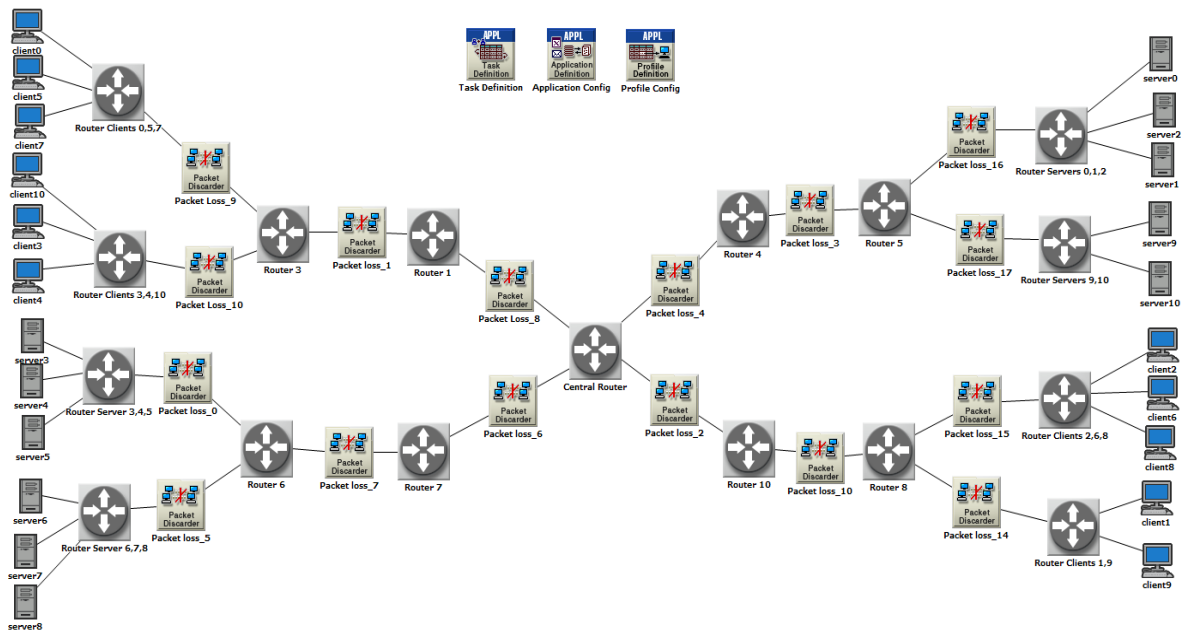 APPL
Task
Definition
Task Definition
APPL
Application
Definition
Application Config
APPL
Profile
Definition
Profile Config
client0
client5
client7
Router Clients 0,5,7
Packet
Discarder
Packet Loss_9
client10
client3
client4
Router Clients 3,4,10
Packet
Discarder
Packet Loss_10
Router 3
Packet
Discarder
Packet loss_1
Router 1
Packet
Discarder
Packet Loss_8
Central Router
Packet
Discarder
Packet loss_4
Router 4
Packet
Discarder
Packet loss_3
Router 5
Packet
Discarder
Packet loss_16
Router Servers 0,1,2
server0
server2
server1
Packet
Discarder
Packet loss_17
Router Servers 9,10
server9
server10
server3
server4
server5
Router Server 3,4,5
Packet
Discarder
Packet loss_0
server6
server7
server8
Router Server 6,7,8
Packet
Discarder
Packet loss_5
Router 6
Packet
Discarder
Packet loss_7
Router 7
Packet
Discarder
Packet loss_6
Packet
Discarder
Packet loss_2
Router 10
Packet
Discarder
Packet loss_10
Router 8
Packet
Discarder
Packet loss_15
Router Clients 2,6,8
client2
client6
client8
Packet
Discarder
Packet loss_14
Router Clients 1,9
client1
client9